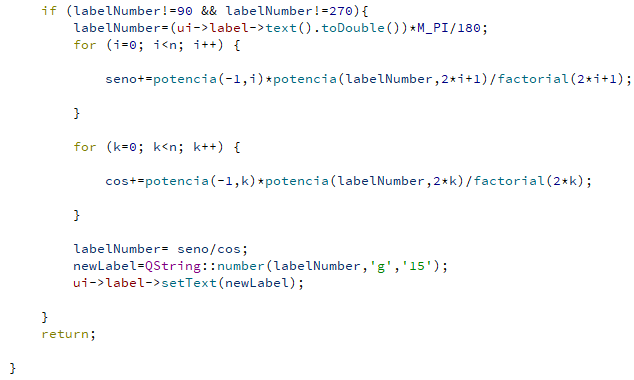 if (labelNumber!=90 && labelNumber!=270){
labelNumber=(ui->label->text().toDouble())*M_PI/180;
for (i=0; i<n; i++) {
seno+=potencia(-1,i)*potencia(labelNumber,2*i+1)/factorial(2*i+1);
}
for (k=0; k<n; k++) {
cos+=potencia(-1,k)*potencia(labelNumber,2*k)/factorial(2*k);
}
labelNumber= seno/cos;
newLabel=QString::number(labelNumber,'g','15');
ui->label->setText(newLabel);
}
return;
}